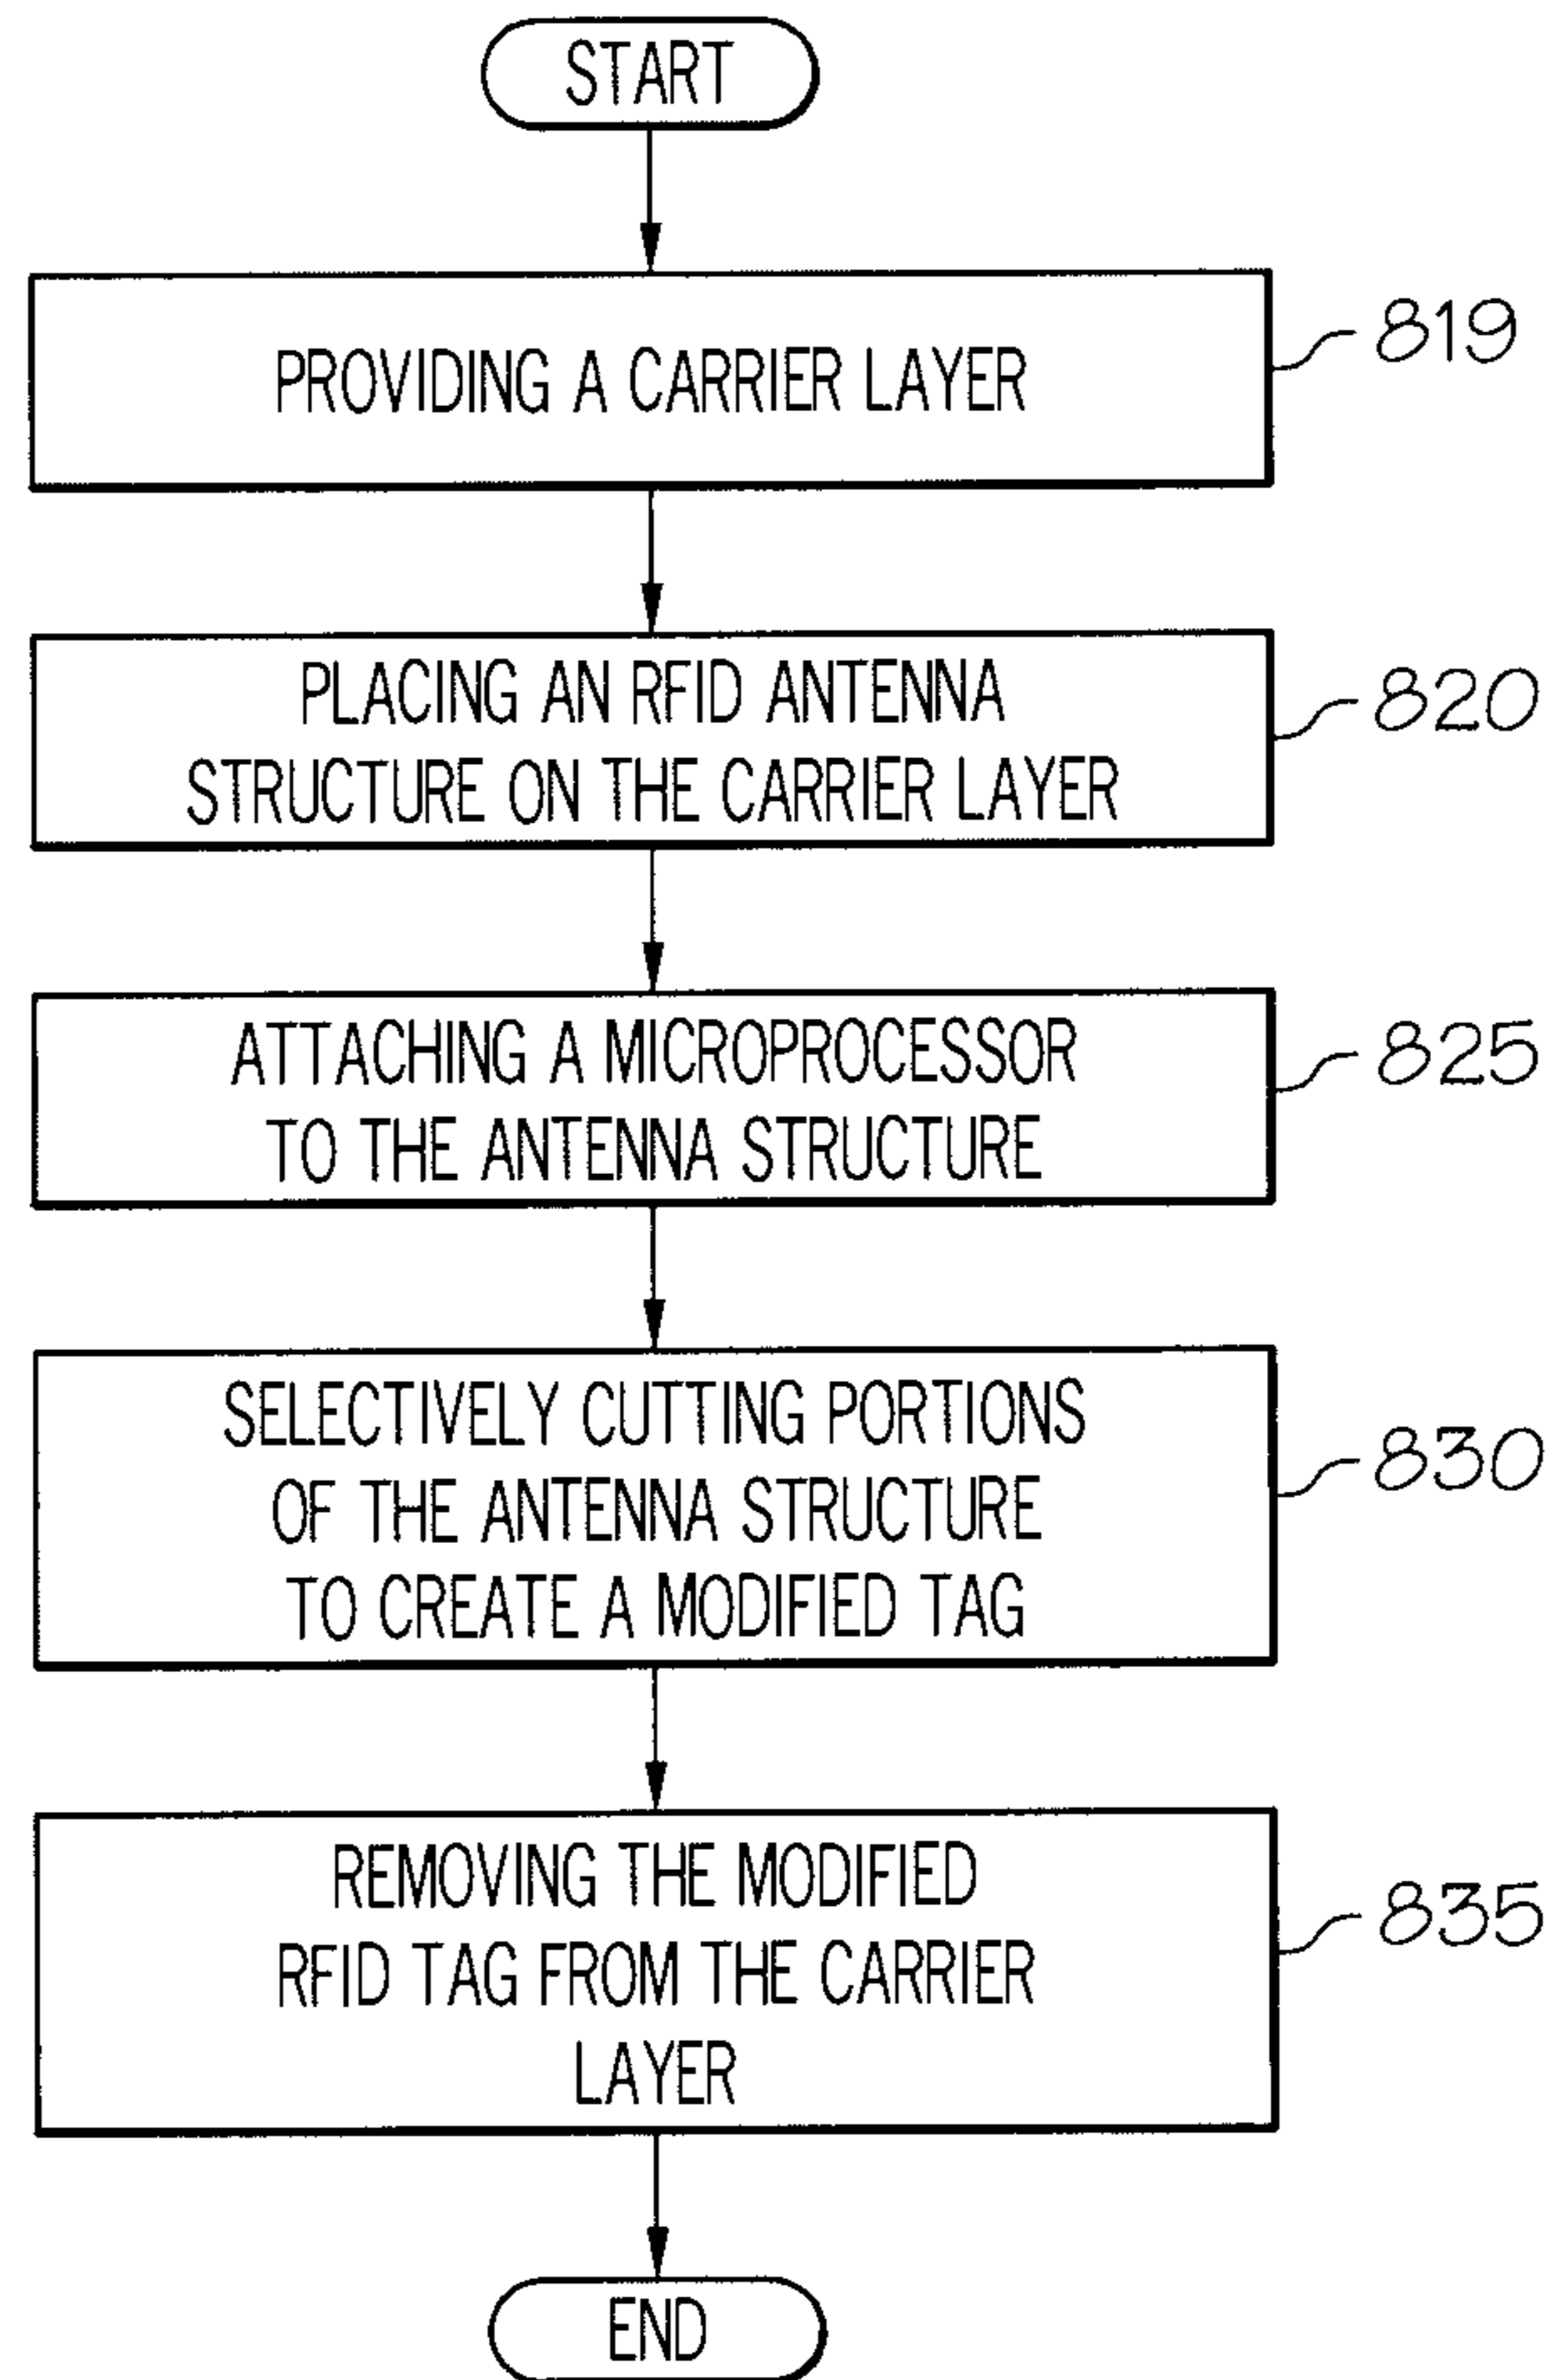 START
PROVIDING A CARRIER LAYER
819
PLACING AN RFID ANTENNA
STRUCTURE ON THE CARRIER LAYER
820
ATTACHING A MICROPROCESSOR
TO THE ANTENNA STRUCTURE
825
SELECTIVELY CUTTING PORTIONS
OF THE ANTENNA STRUCTURE
TO CREATE A MODIFIED TAG
830
REMOVING THE MODIFIED
RFID TAG FROM THE CARRIER
LAYER
835
END